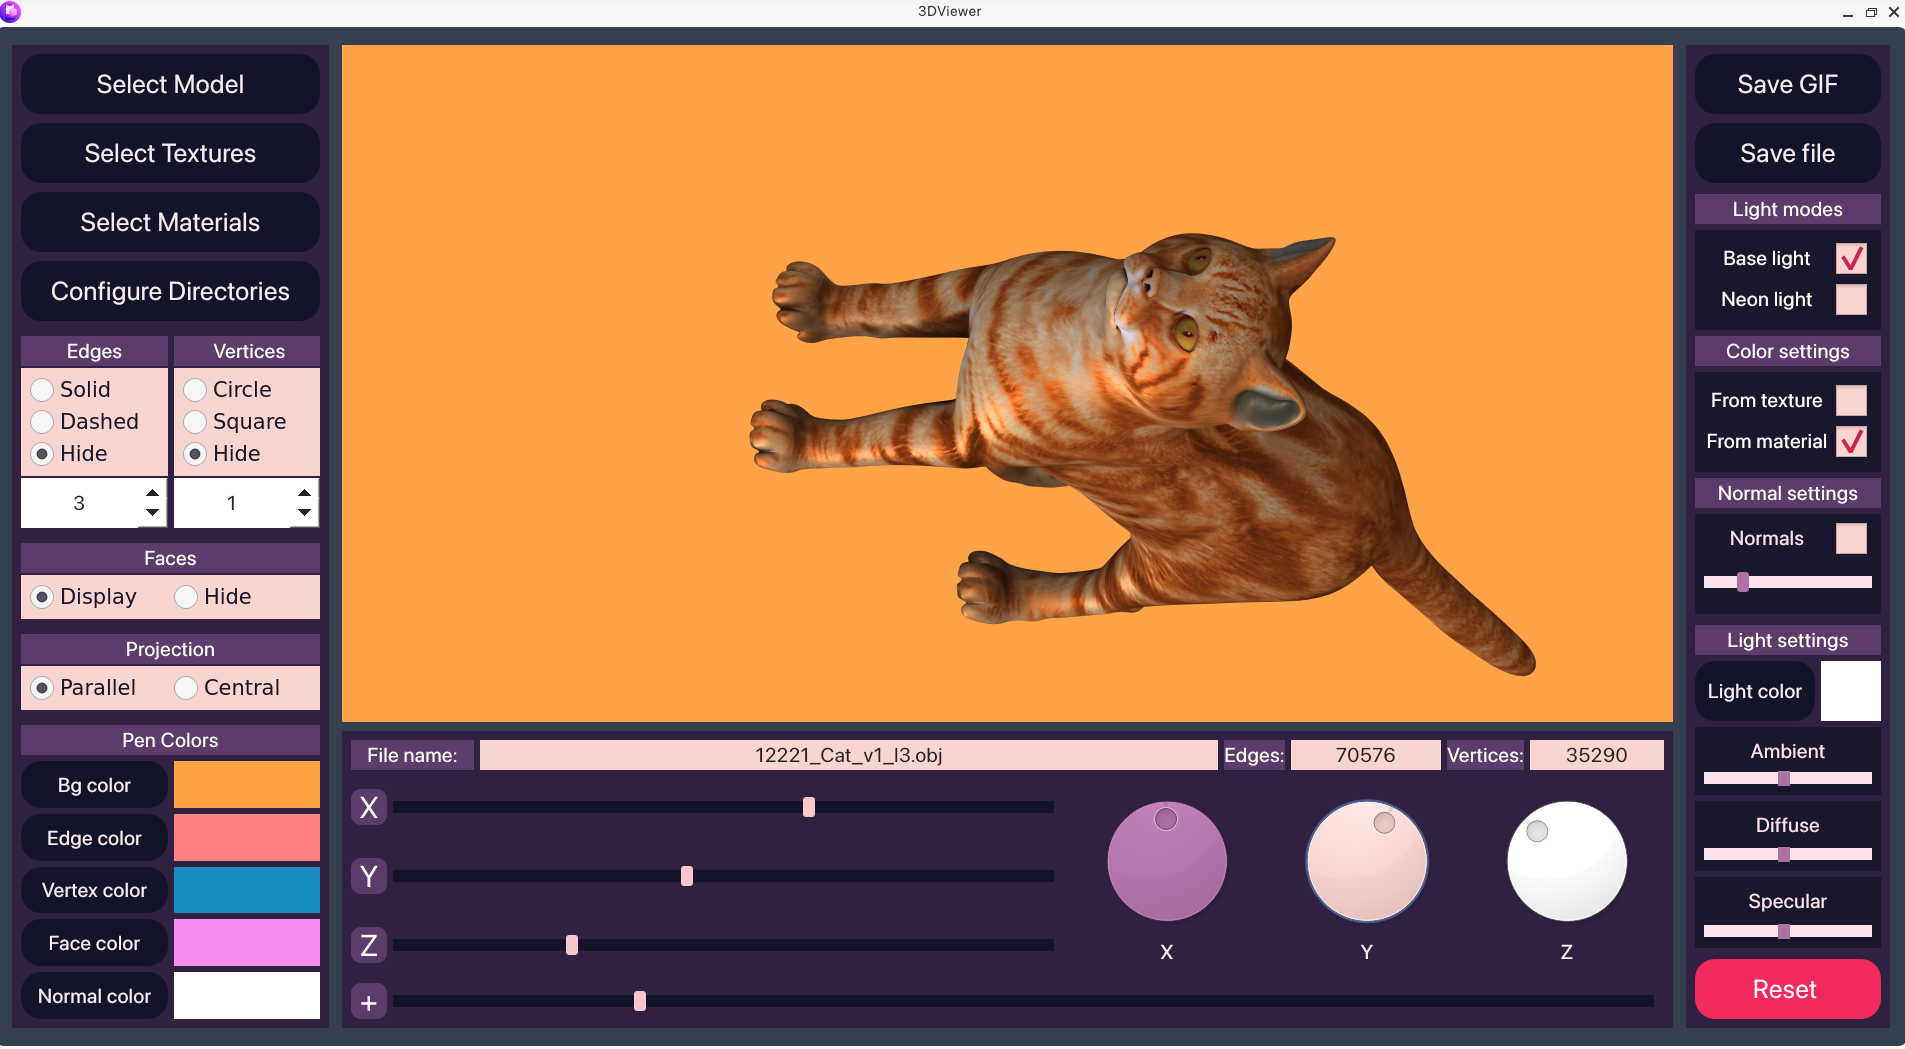 3DViewer
Select Model
Select Textures
Select Materials
Configure Directories
Edges
Vertices
Solid
Circle
Dashed
Square
Hide
Hide
3
1
Faces
Display
Hide
Projection
Parallel
Central
Pen Colors
Bg color
Edge color
Vertex color
Face color
Normal color
File name:
12221_Cat_v1_l3.obj
Edges:
70576
Vertices:
35290
X
Y
Z
+
X
Y
Z
Save GIF
Save file
Light modes
Base light
Neon light
Color settings
From texture
From material
Normal settings
Normals
Light settings
Light color
Ambient
Diffuse
Specular
Reset